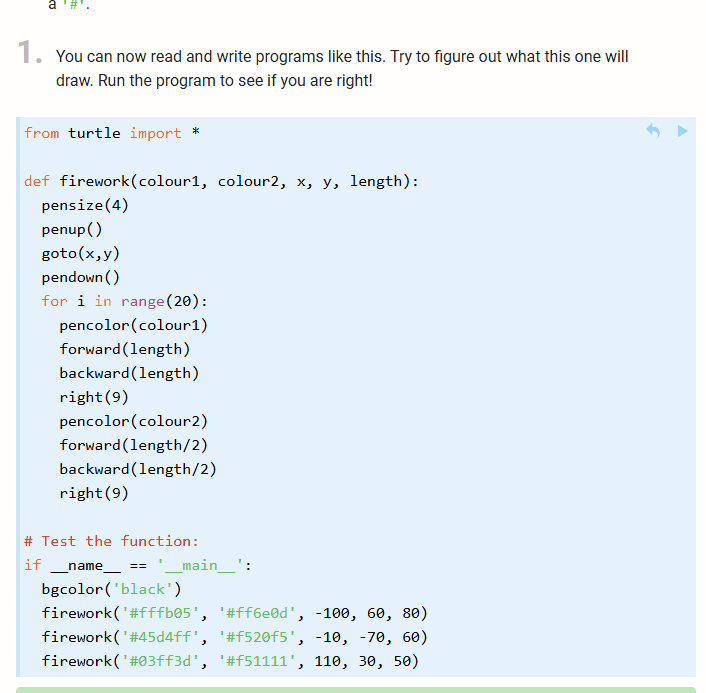 a '#'.
1. You can now read and write programs like this. Try to figure out what this one will
draw. Run the program to see if you are right!
from turtle import *
def firework(colour1, colour2, x, y, length):
  pensize(4)
  penup()
  goto(x,y)
  pendown()
  for i in range(20):
    pencolor(colour1)
    forward(length)
    backward(length)
    right(9)
    pencolor(colour2)
    forward(length/2)
    backward(length/2)
    right(9)
# Test the function:
if __name__ == '__main__':
  bgcolor('black')
  firework('#fffb05', '#ff6e0d', -100, 60, 80)
  firework('#45d4ff', '#f520f5', -10, -70, 60)
  firework('#03ff3d', '#f51111', 110, 30, 50)